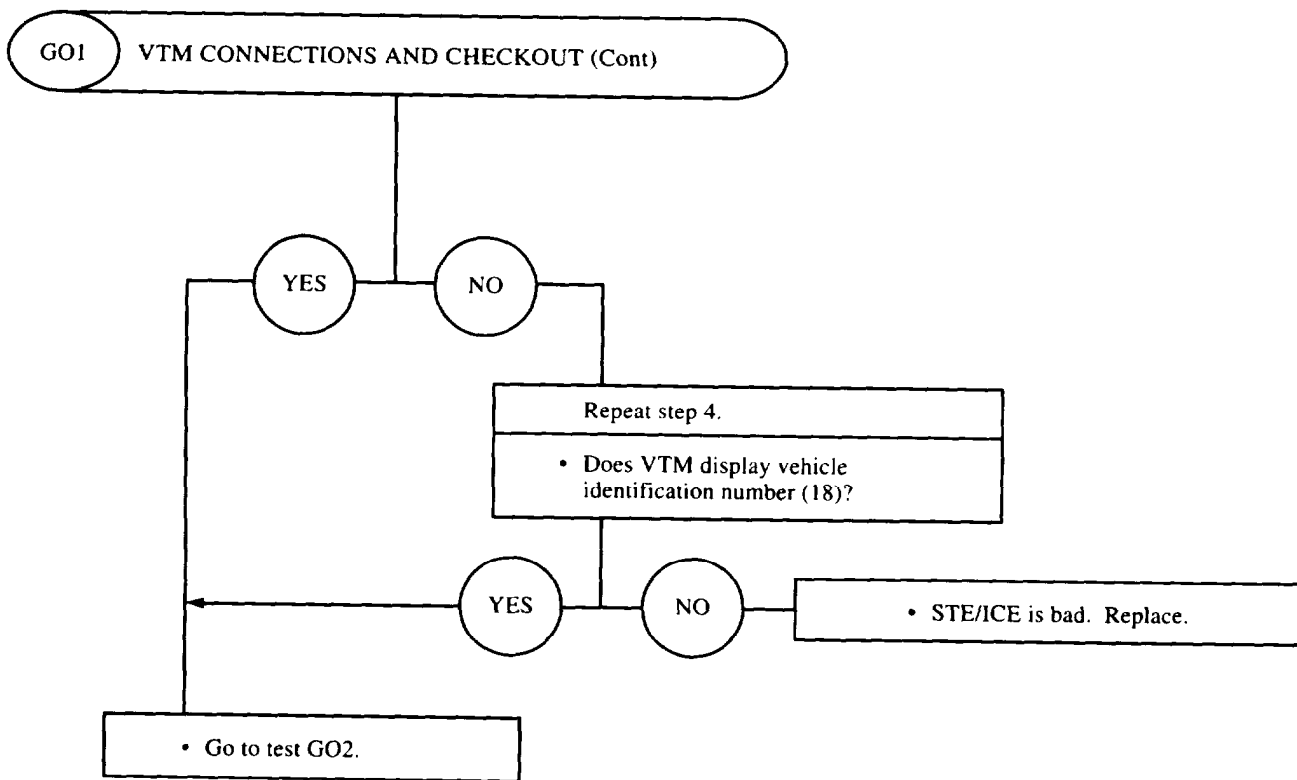 GO1 VTM CONNECTIONS AND CHECKOUT (Cont)
YES NO
Repeat step 4.
• Does VTM display vehicle
identification number (18)?
YES NO
• STE/ICE is bad. Replace.
• Go to test GO2.